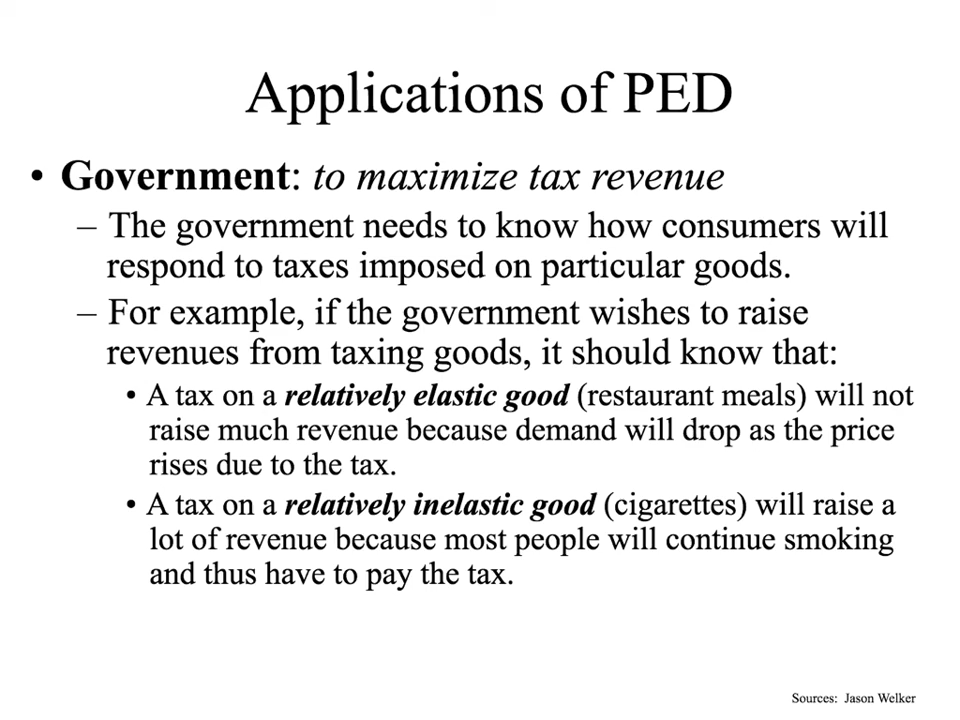 Applications of PED
• Government: to maximize tax revenue
– The government needs to know how consumers will
respond to taxes imposed on particular goods.
– For example, if the government wishes to raise
revenues from taxing goods, it should know that:
• A tax on a relatively elastic good (restaurant meals) will not
raise much revenue because demand will drop as the price
rises due to the tax.
• A tax on a relatively inelastic good (cigarettes) will raise a
lot of revenue because most people will continue smoking
and thus have to pay the tax.
Sources: Jason Welker